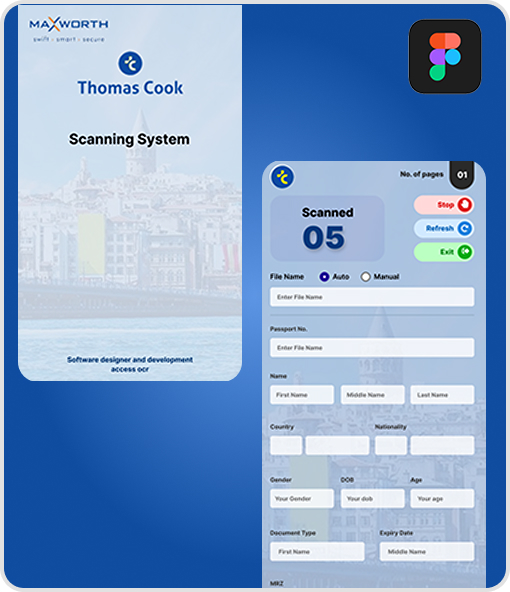 MAXWORTH
swift - smart - secure
Thomas Cook
Scanning System
Software designer and development
access ocr
No. of pages 01
Scanned
05
Stop
Refresh
Exit
File Name Auto Manual
Enter File Name
Passport No.
Enter File Name
Name
First Name Middle Name Last Name
Country Nationality
Gender DOB Age
Your Gender Your dob Your age
Document Type Expiry Date
First Name Middle Name
MRZ